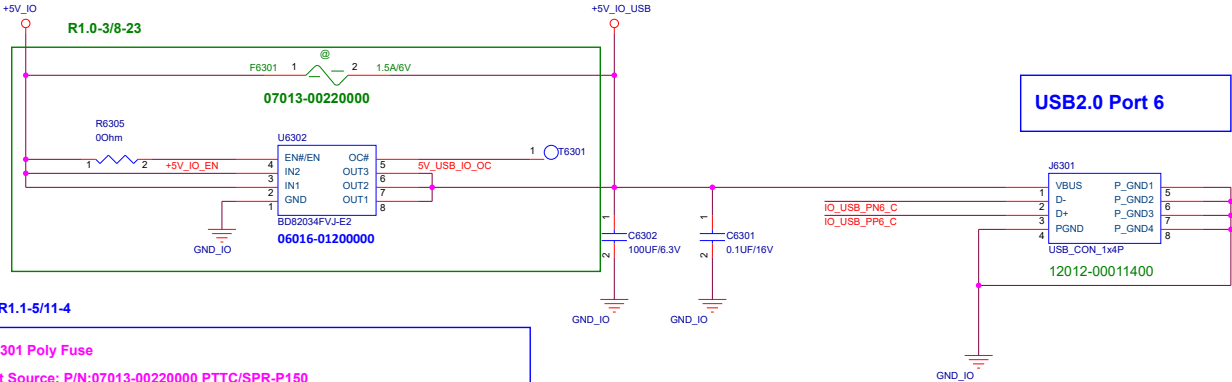 +5V_IO
+5V_IO_USB
R1.0-3/8-23
@
F6301 1 2 1.5A/6V
07013-00220000
USB2.0 Port 6
R6305
0Ohm
1 2 +5V_IO_EN
U6302
EN#/EN OC#
IN2 OUT3
IN1 OUT2
GND OUT1
4 5
3 6
2 7
1 8
BD82034FVJ-E2
06016-01200000
5V_USB_IO_OC
1 T6301
GND_IO
J6301
VBUS P_GND1
D- P_GND2
D+ P_GND3
PGND P_GND4
1 5
2 6
3 7
4 8
USB_CON_1x4P
12012-00011400
IO_USB_PN6_C
IO_USB_PP6_C
1
C6302
100UF/6.3V
2
GND_IO
1
C6301
0.1UF/16V
2
GND_IO
GND_IO
R1.1-5/11-4
301 Poly Fuse
t Source: P/N:07013-00220000 PTTC/SPR-P150